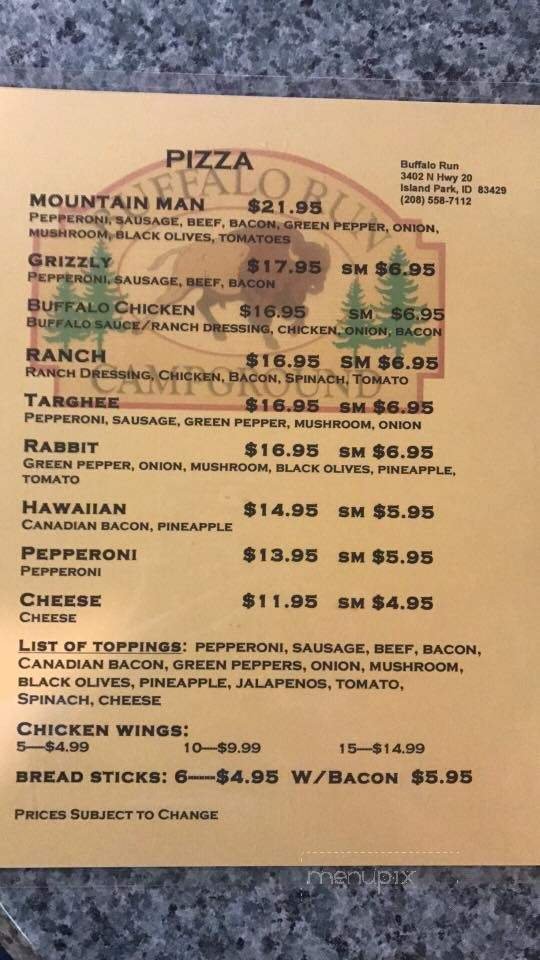 PIZZA
Buffalo Run
3402 N Hwy 20
Island Park, ID 83429
(208) 558-7112
BUFFALO RUN
CAMPGROUND
MOUNTAIN MAN $21.95
PEPPERONI, SAUSAGE, BEEF, BACON, GREEN PEPPER, ONION,
MUSHROOM, BLACK OLIVES, TOMATOES
GRIZZLY $17.95 SM $6.95
PEPPERONI, SAUSAGE, BEEF, BACON
BUFFALO CHICKEN $16.95 SM $6.95
BUFFALO SAUCE/RANCH DRESSING, CHICKEN, ONION, BACON
RANCH $16.95 SM $6.95
RANCH DRESSING, CHICKEN, BACON, SPINACH, TOMATO
TARGHEE $16.95 SM $6.95
PEPPERONI, SAUSAGE, GREEN PEPPER, MUSHROOM, ONION
RABBIT $16.95 SM $6.95
GREEN PEPPER, ONION, MUSHROOM, BLACK OLIVES, PINEAPPLE,
TOMATO
HAWAIIAN $14.95 SM $5.95
CANADIAN BACON, PINEAPPLE
PEPPERONI $13.95 SM $5.95
PEPPERONI
CHEESE $11.95 SM $4.95
CHEESE
LIST OF TOPPINGS: PEPPERONI, SAUSAGE, BEEF, BACON,
CANADIAN BACON, GREEN PEPPERS, ONION, MUSHROOM,
BLACK OLIVES, PINEAPPLE, JALAPENOS, TOMATO,
SPINACH, CHEESE
CHICKEN WINGS:
5—$4.99 10—$9.99 15—$14.99
BREAD STICKS: 6-----$4.95 W/BACON $5.95
PRICES SUBJECT TO CHANGE
menupix